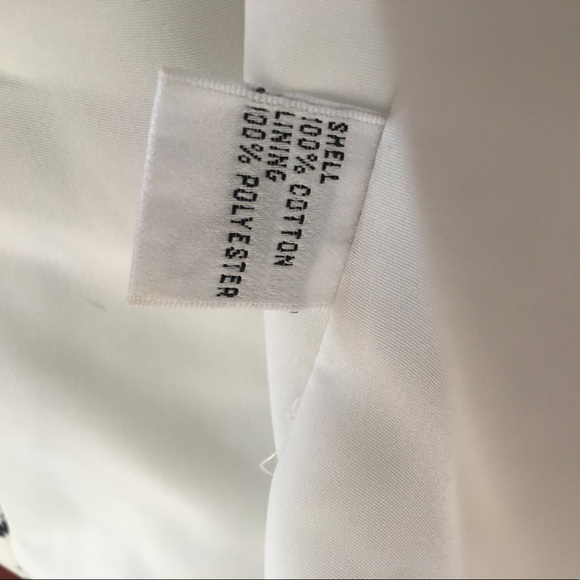 SHELL
100% COTTON
LINING
100% POLYESTER